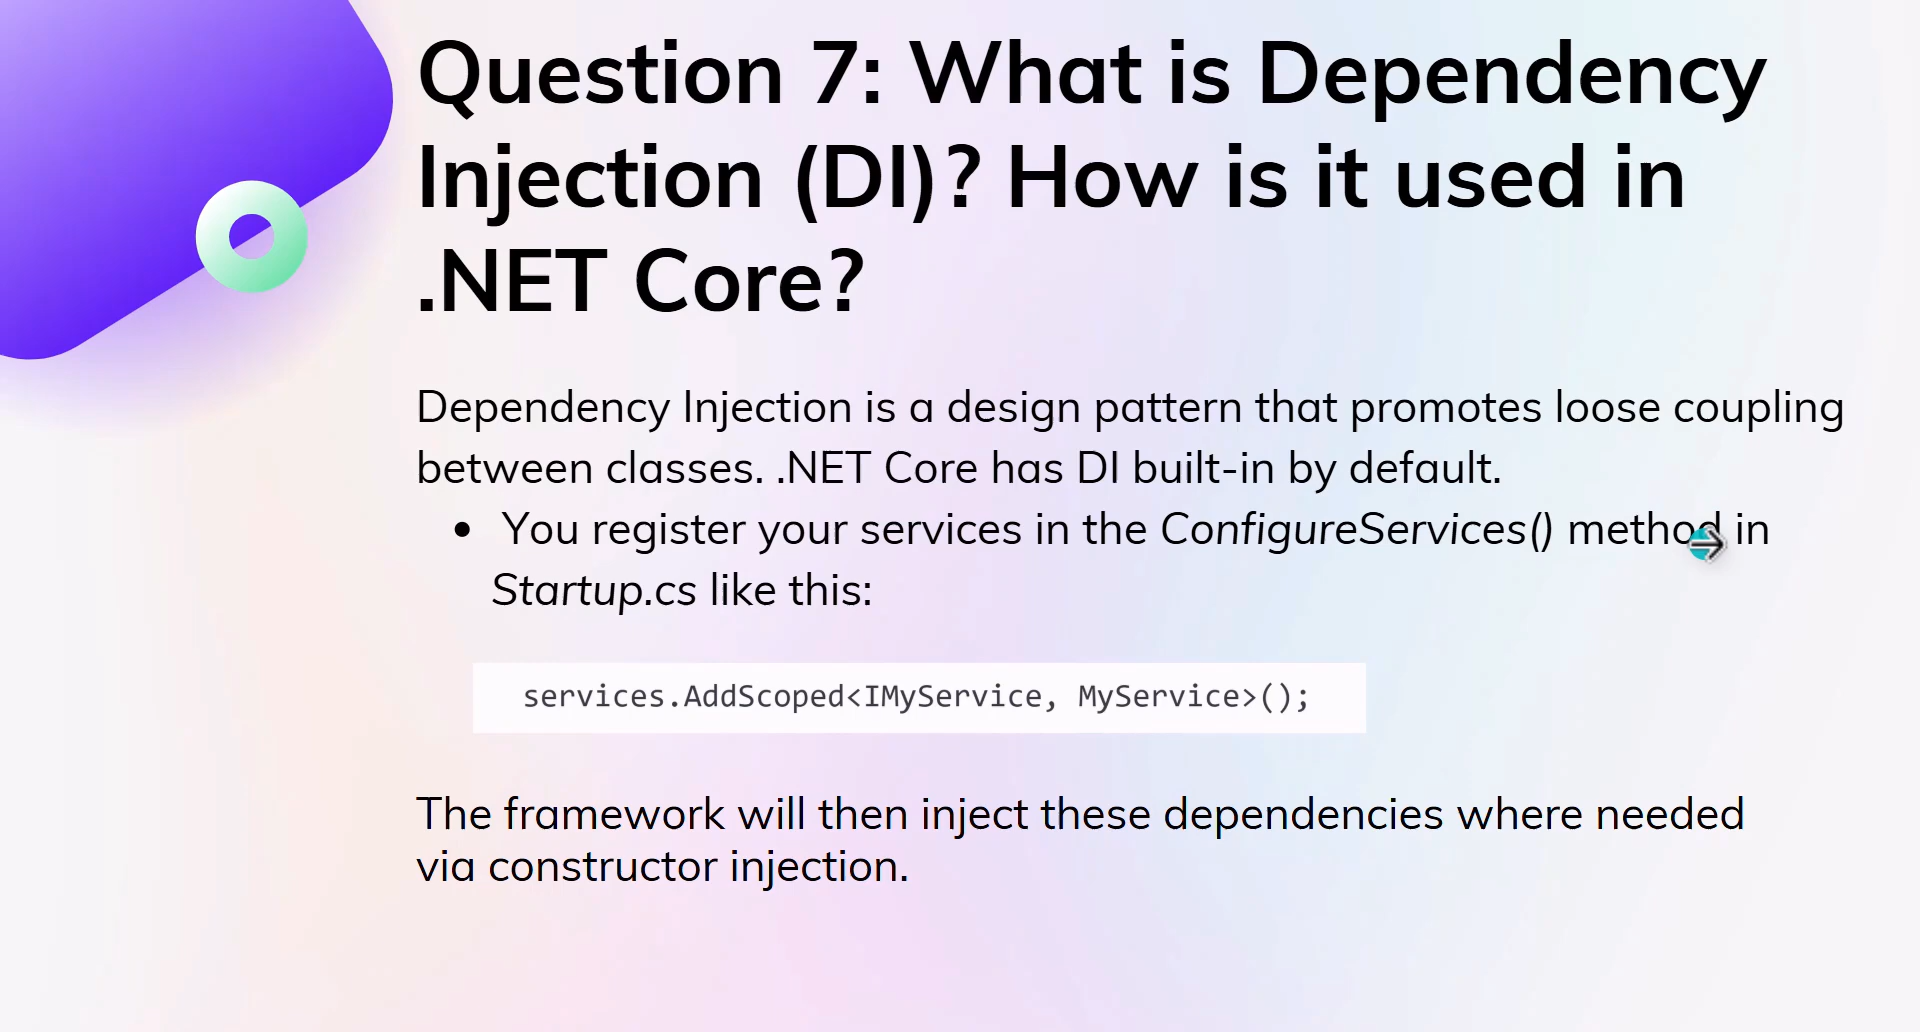 Question 7: What is Dependency
Injection (DI)? How is it used in
.NET Core?
Dependency Injection is a design pattern that promotes loose coupling
between classes. .NET Core has DI built-in by default.
• You register your services in the ConfigureServices() method in
Startup.cs like this:
services.AddScoped<IMyService, MyService>();
The framework will then inject these dependencies where needed
via constructor injection.